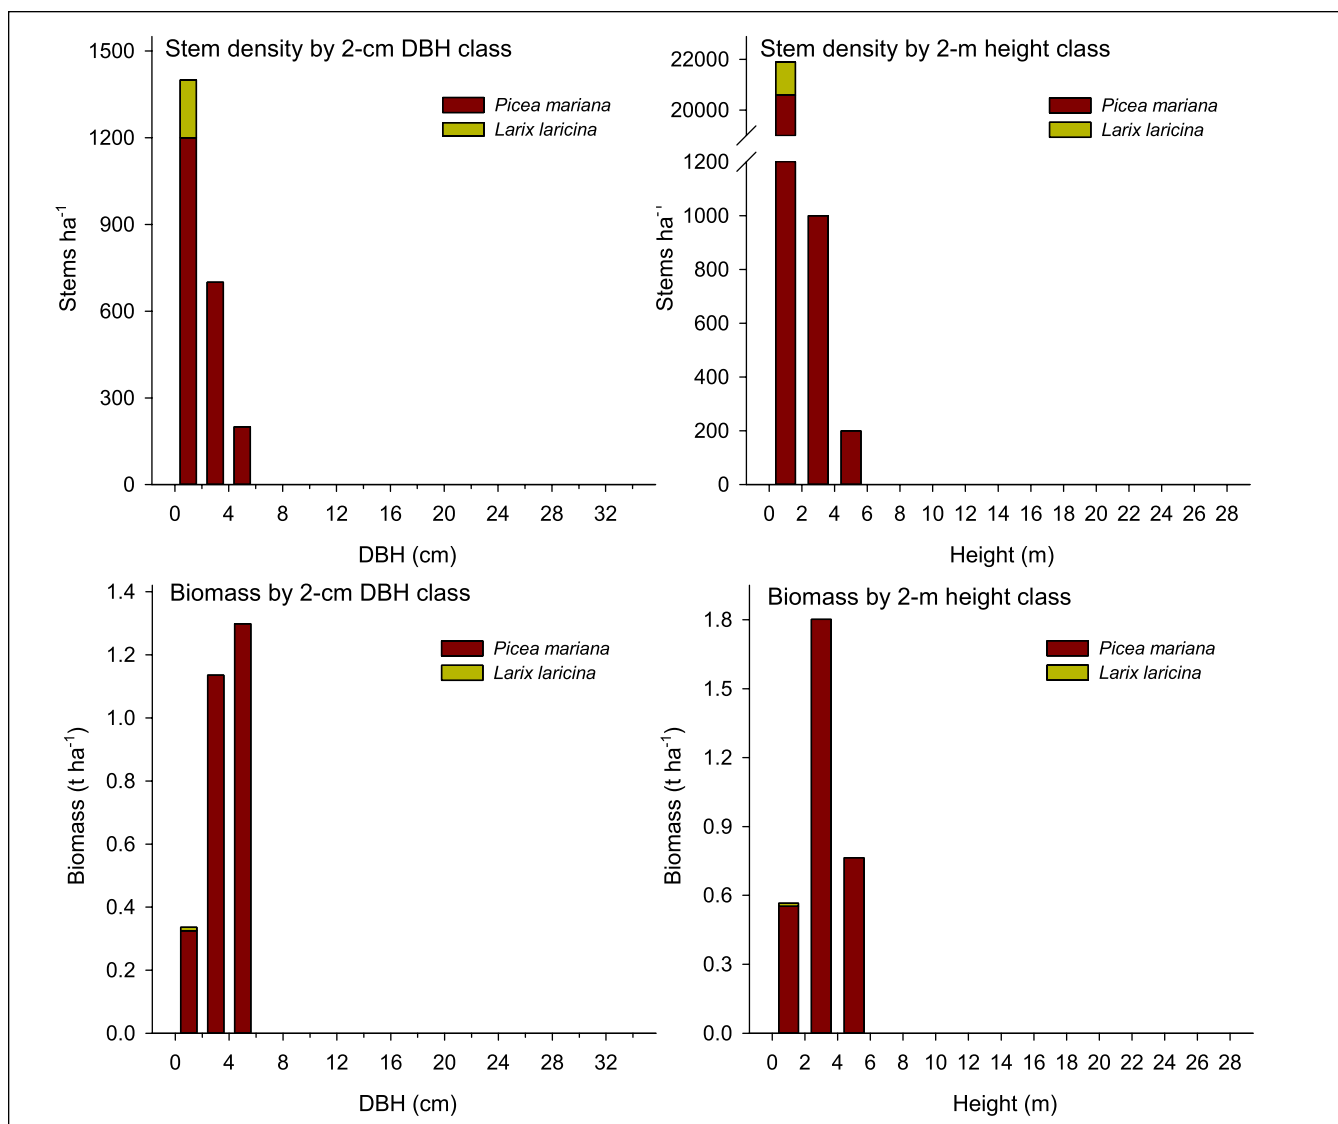 Stem density by 2-cm DBH class
1500
1200
900
600
300
0
Stems ha-1
Picea mariana
Larix laricina
0 4 8 12 16 20 24 28 32
DBH (cm)
Stem density by 2-m height class
22000
20000
1200
1000
800
600
400
200
0
Stems ha-1
Picea mariana
Larix laricina
0 2 4 6 8 10 12 14 16 18 20 22 24 26 28
Height (m)
Biomass by 2-cm DBH class
1.4
1.2
1.0
0.8
0.6
0.4
0.2
0.0
Biomass (t ha-1)
Picea mariana
Larix laricina
0 4 8 12 16 20 24 28 32
DBH (cm)
Biomass by 2-m height class
1.8
1.5
1.2
0.9
0.6
0.3
0.0
Biomass (t ha-1)
Picea mariana
Larix laricina
0 2 4 6 8 10 12 14 16 18 20 22 24 26 28
Height (m)